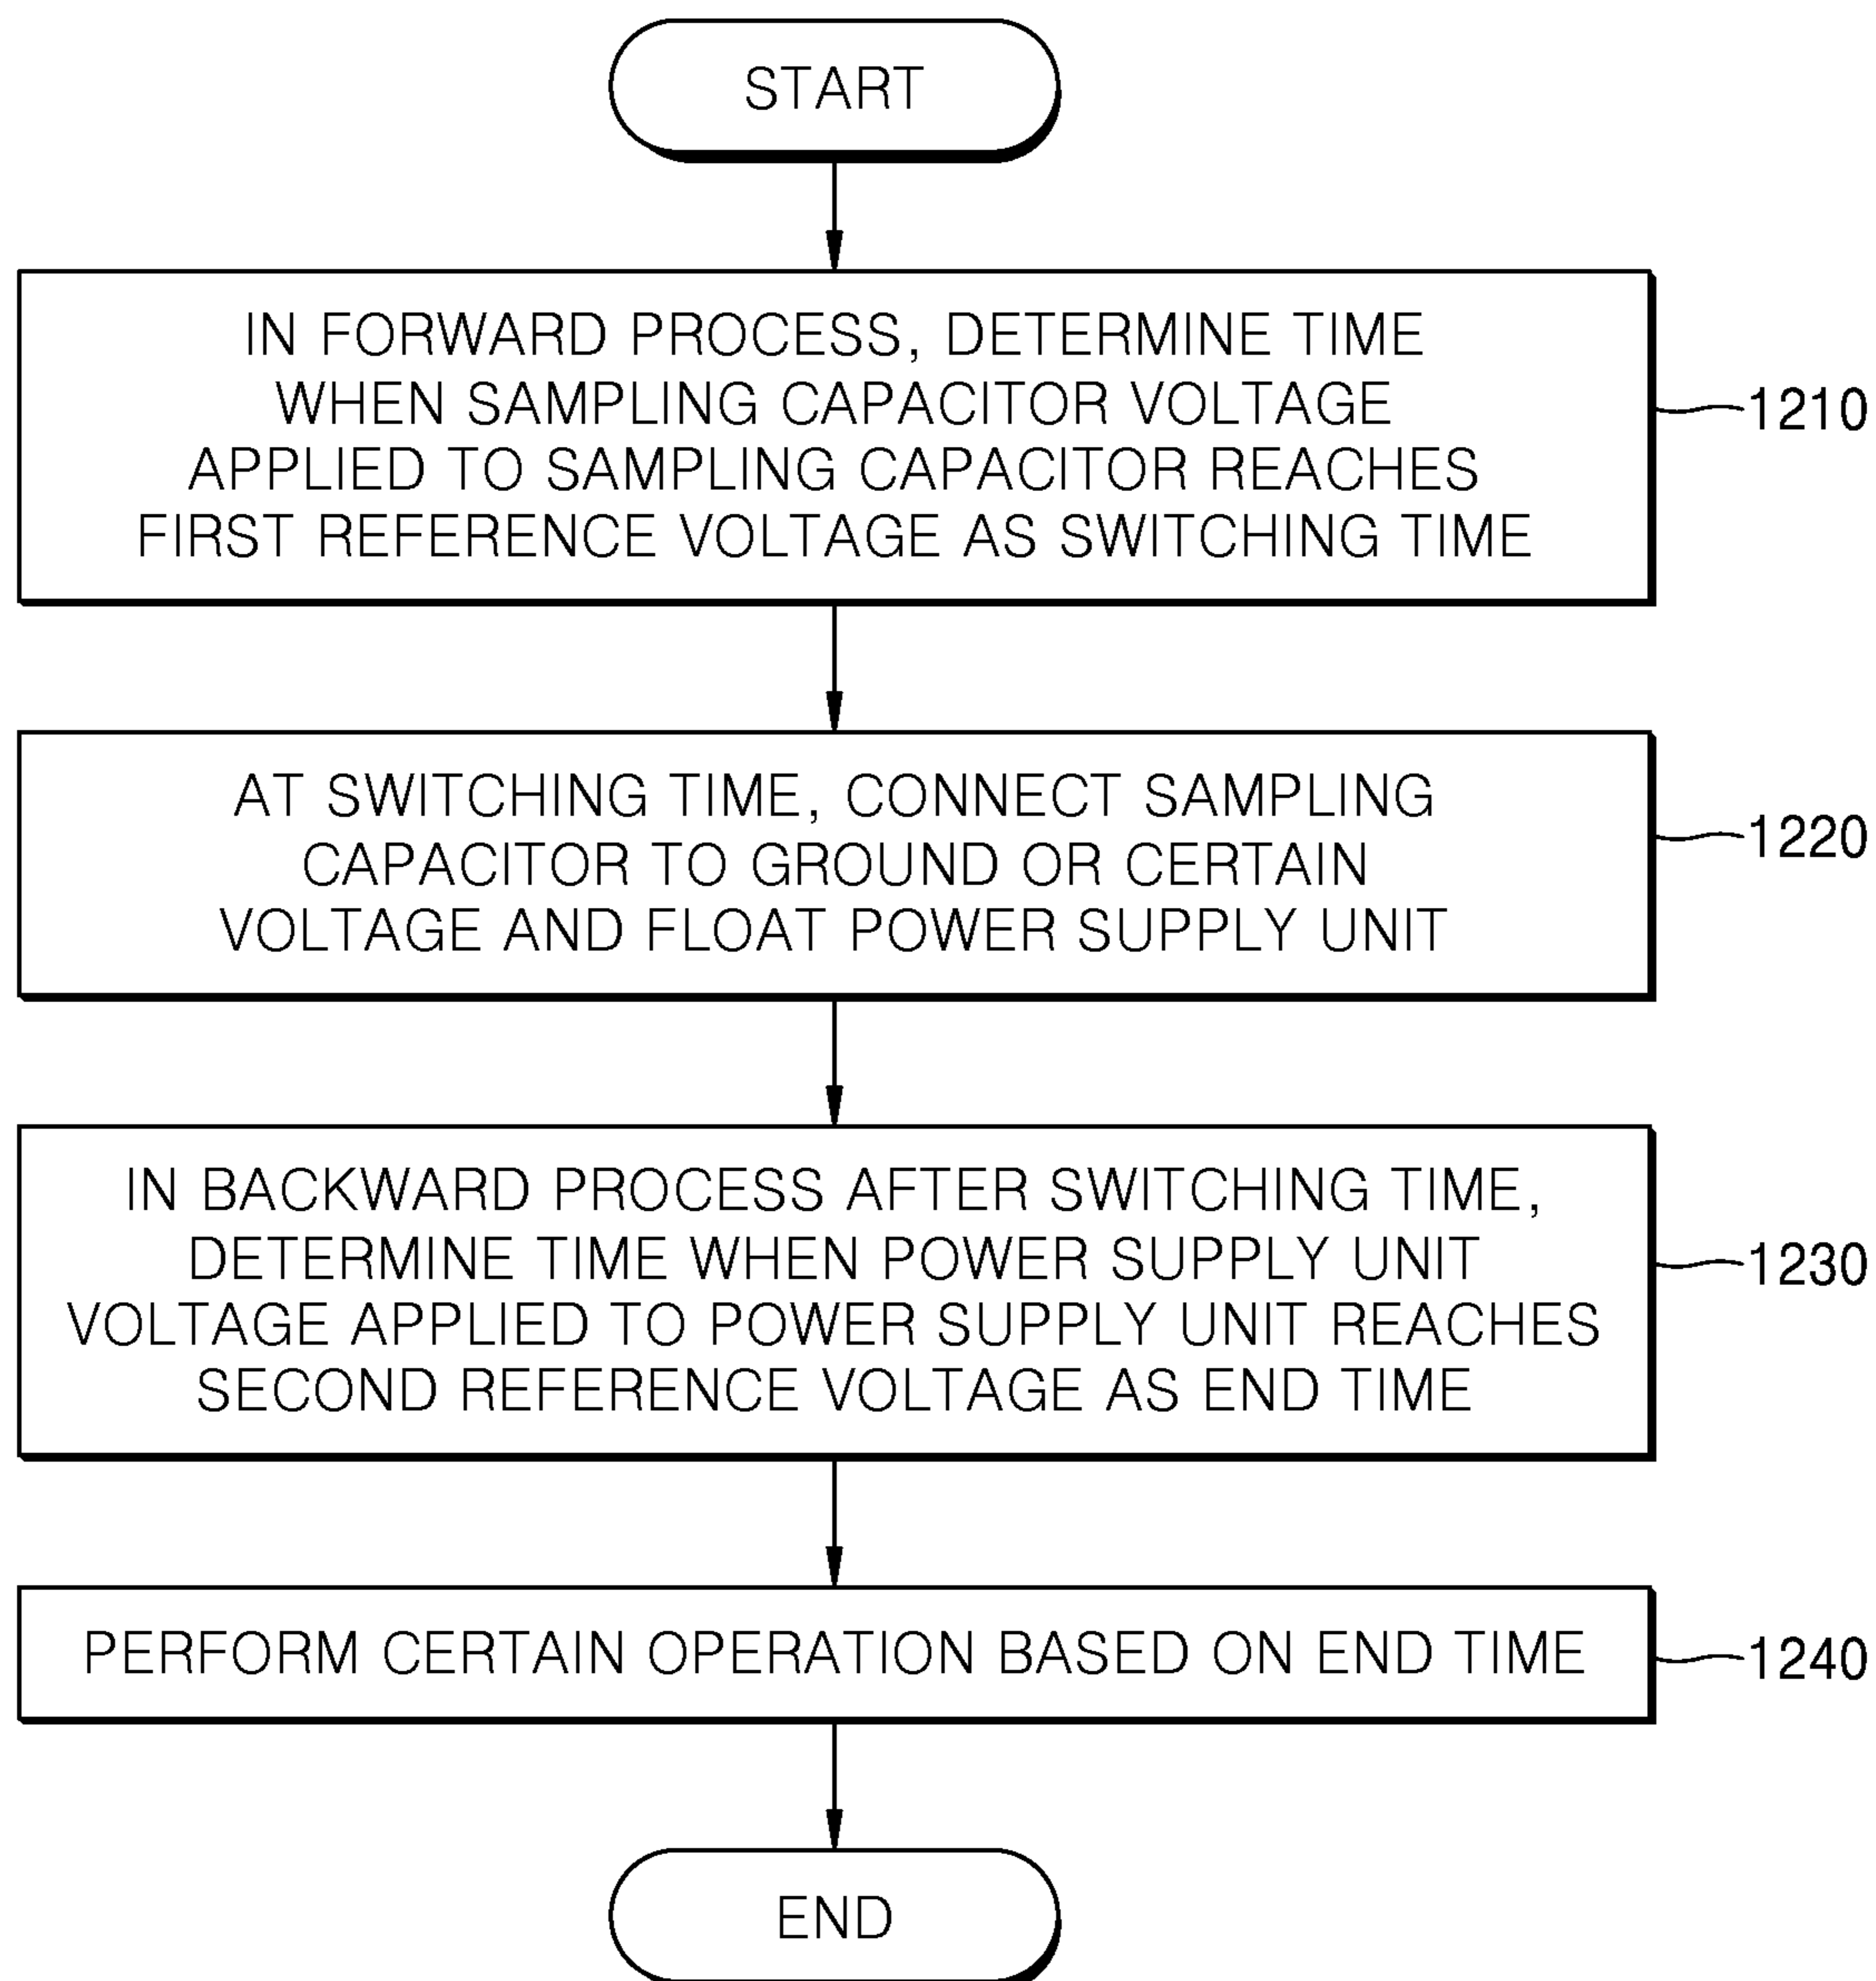 START
IN FORWARD PROCESS, DETERMINE TIME
WHEN SAMPLING CAPACITOR VOLTAGE
APPLIED TO SAMPLING CAPACITOR REACHES
FIRST REFERENCE VOLTAGE AS SWITCHING TIME
1210
AT SWITCHING TIME, CONNECT SAMPLING
CAPACITOR TO GROUND OR CERTAIN
VOLTAGE AND FLOAT POWER SUPPLY UNIT
1220
IN BACKWARD PROCESS AFTER SWITCHING TIME,
DETERMINE TIME WHEN POWER SUPPLY UNIT
VOLTAGE APPLIED TO POWER SUPPLY UNIT REACHES
SECOND REFERENCE VOLTAGE AS END TIME
1230
PERFORM CERTAIN OPERATION BASED ON END TIME
1240
END